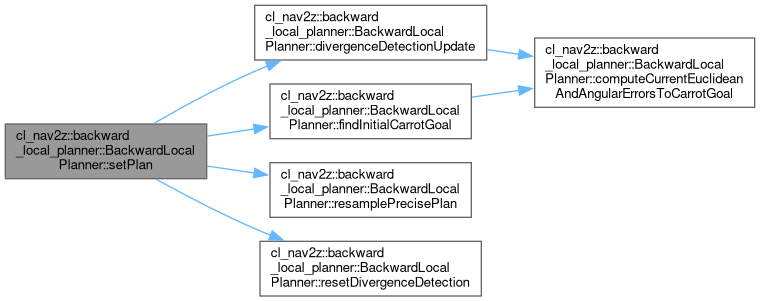 cl_nav2z::backward
_local_planner::BackwardLocal
Planner::setPlan
cl_nav2z::backward
_local_planner::BackwardLocal
Planner::divergenceDetectionUpdate
cl_nav2z::backward
_local_planner::BackwardLocal
Planner::findInitialCarrotGoal
cl_nav2z::backward
_local_planner::BackwardLocal
Planner::resamplePrecisePlan
cl_nav2z::backward
_local_planner::BackwardLocal
Planner::resetDivergenceDetection
cl_nav2z::backward
_local_planner::BackwardLocal
Planner::computeCurrentEuclidean
AndAngularErrorsToCarrotGoal